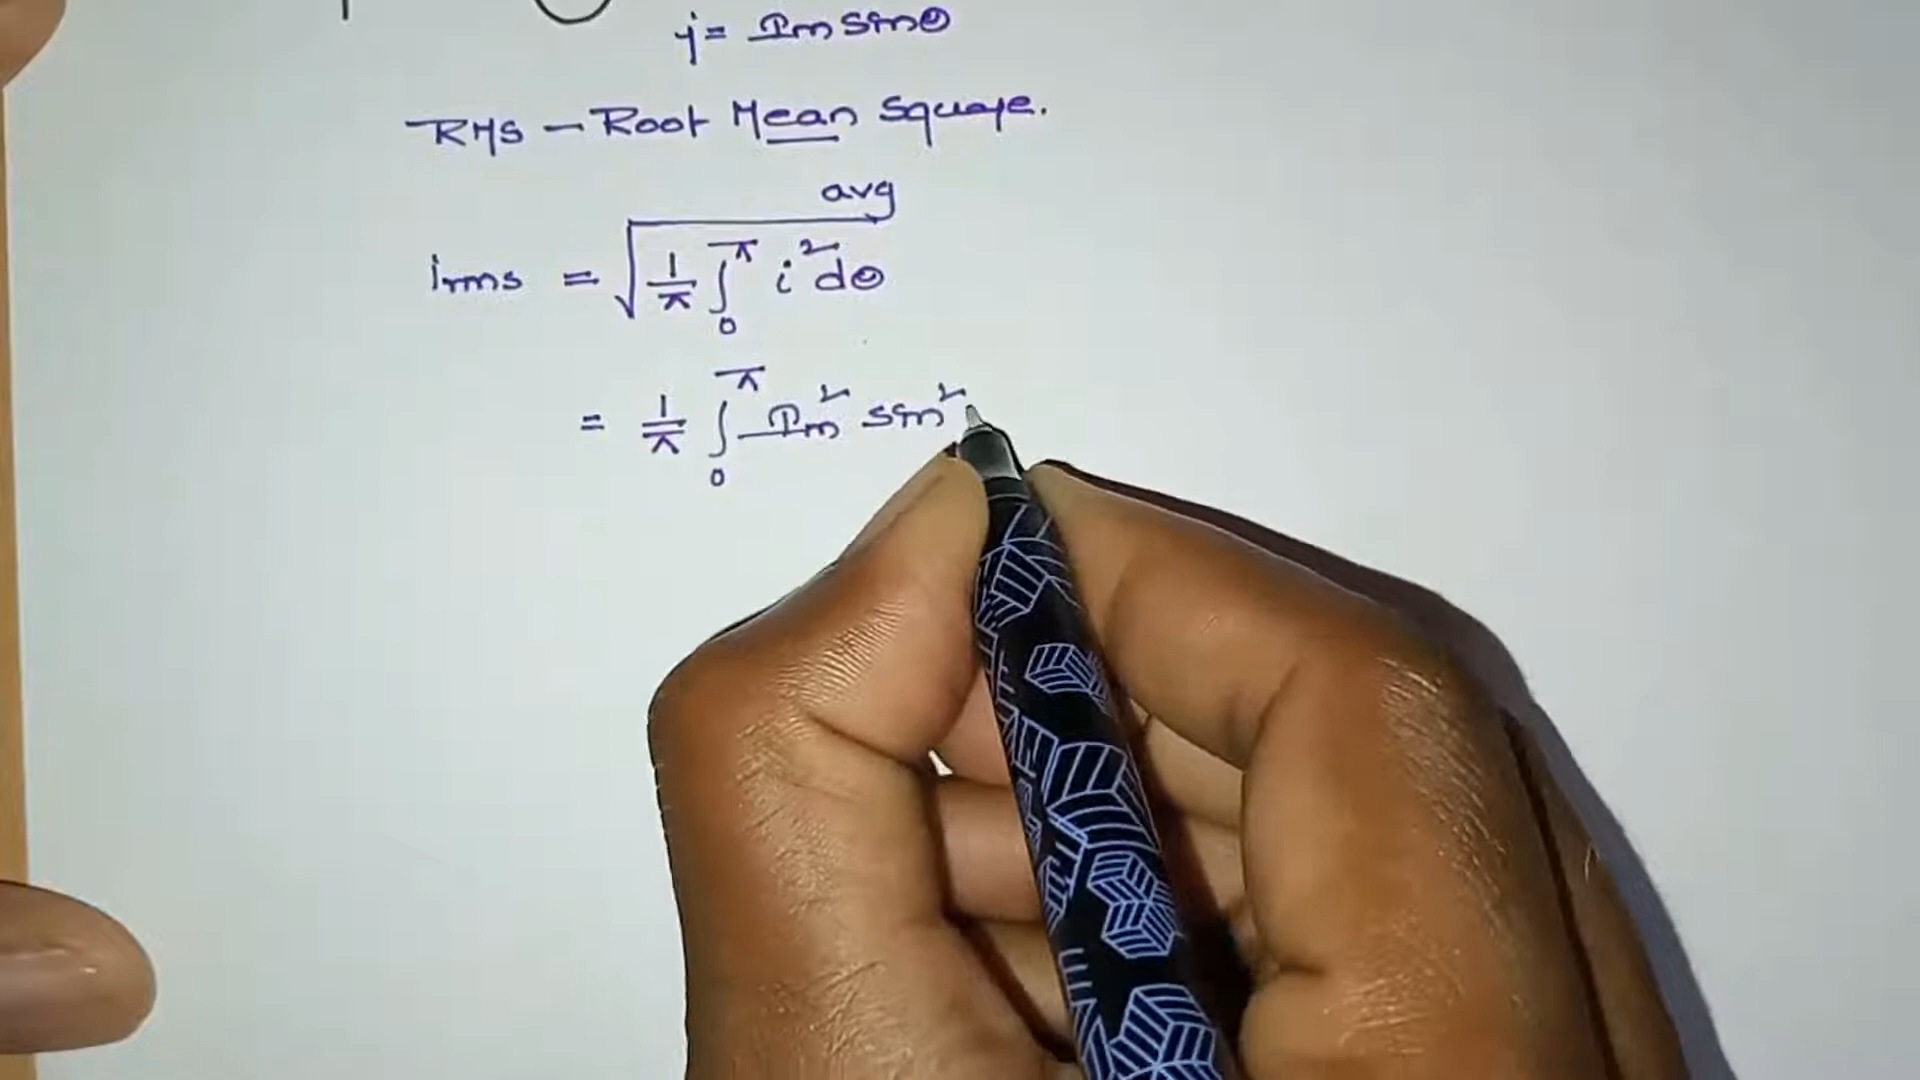 i = Im sinθ
RMS – Root Mean Square.
avg
irms = √ 1/π ∫₀^π i² dθ
= 1/π ∫₀^π Im² sin²